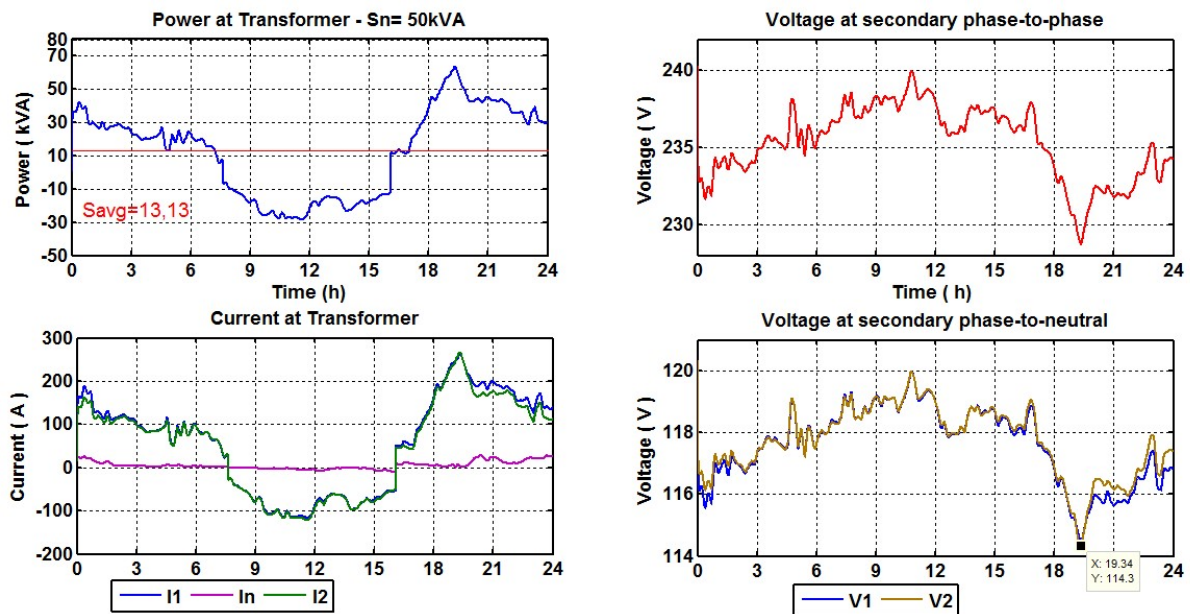 Power at Transformer - Sn= 50kVA
80
70
50
30
10
-10
-30
-50
Power ( kVA)
Savg=13,13
0 3 6 9 12 15 18 21 24
Time (h)
Voltage at secondary phase-to-phase
240
235
230
Voltage ( V )
0 3 6 9 12 15 18 21 24
Time ( h)
Current at Transformer
300
200
100
0
-100
-200
Current ( A )
0 3 6 9 12 15 18 21 24
I1 In I2
Voltage at secondary phase-to-neutral
120
118
116
114
Voltage ( V )
0 3 6 9 12 15 18 21 24
X: 19.34
Y: 114.3
V1 V2